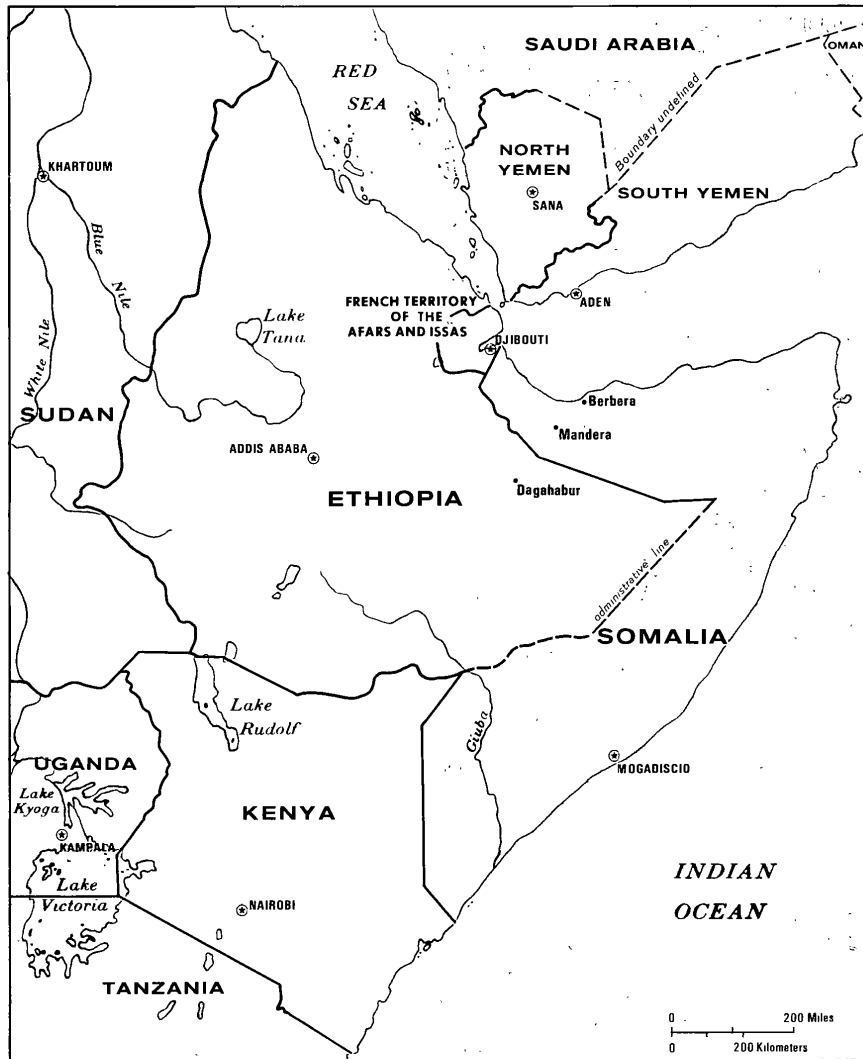 SAUDI ARABIA
OMAN
RED
SEA
Boundary undefined
NORTH
YEMEN
KHARTOUM
SANA
SOUTH YEMEN
Blue
Nile
FRENCH TERRITORY
OF THE
AFARS AND ISSAS
ADEN
Lake
Tana
DJIBOUTI
White Nile
Berbera
SUDAN
Mandera
ADDIS ABABA
Dagahabur
ETHIOPIA
administrative line
SOMALIA
Lake
Rudolf
Giuba
UGANDA
MOGADISCIO
Lake
Kyoga
KENYA
KAMPALA
INDIAN
OCEAN
Lake
Victoria
NAIROBI
TANZANIA
0 200 Miles
0 200 Kilometers